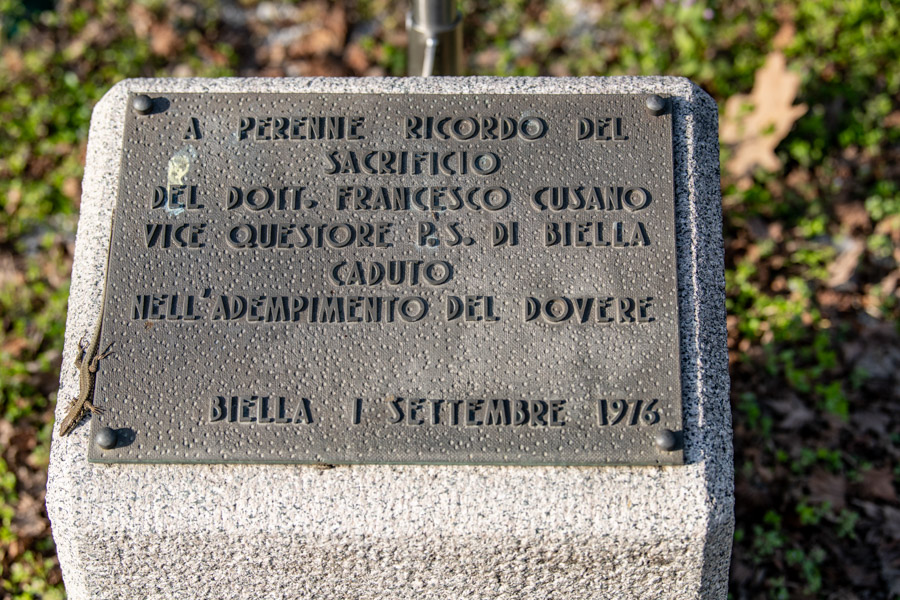 A PERENNE RICORDO DEL
SACRIFICIO
DEL DOTT. FRANCESCO CUSANO
VICE QUESTORE P.S. DI BIELLA
CADUTO
NELL'ADEMPIMENTO DEL DOVERE
BIELLA 1 SETTEMBRE 1976